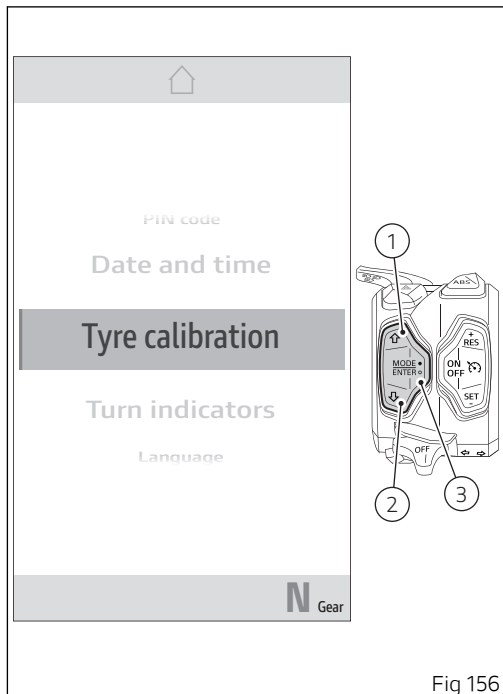 PIN code
Date and time
Tyre calibration
Turn indicators
Language
N Gear
1
ABS
+
RES
MODE
ENTER
ON
OFF
SET
-
OFF
2
3
Fig 156